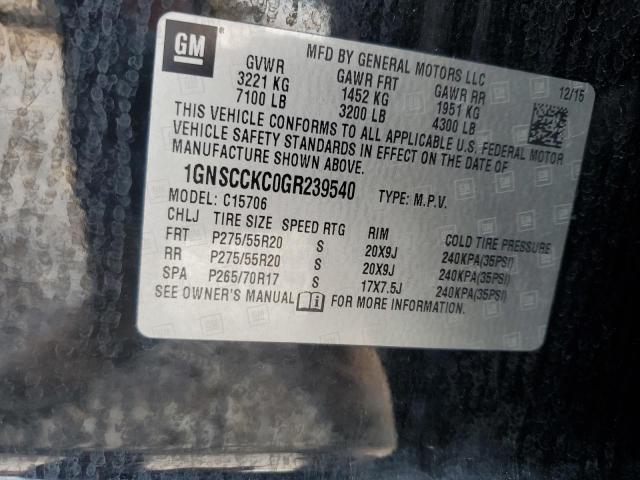 GM
MFD BY GENERAL MOTORS LLC
GVWR GAWR FRT GAWR RR 12/15
3221 KG 1452 KG 1951 KG
7100 LB 3200 LB 4300 LB
THIS VEHICLE CONFORMS TO ALL APPLICABLE U.S. FEDERAL MOTOR
VEHICLE SAFETY STANDARDS IN EFFECT ON THE DATE OF
MANUFACTURE SHOWN ABOVE.
1GNSCCKC0GR239540 TYPE: M.P.V.
MODEL: C15706
CHLJ TIRE SIZE SPEED RTG RIM COLD TIRE PRESSURE
FRT P275/55R20 S 20X9J 240KPA(35PSI)
RR P275/55R20 S 20X9J 240KPA(35PSI)
SPA P265/70R17 S 17X7.5J 240KPA(35PSI)
SEE OWNER'S MANUAL FOR MORE INFORMATION.